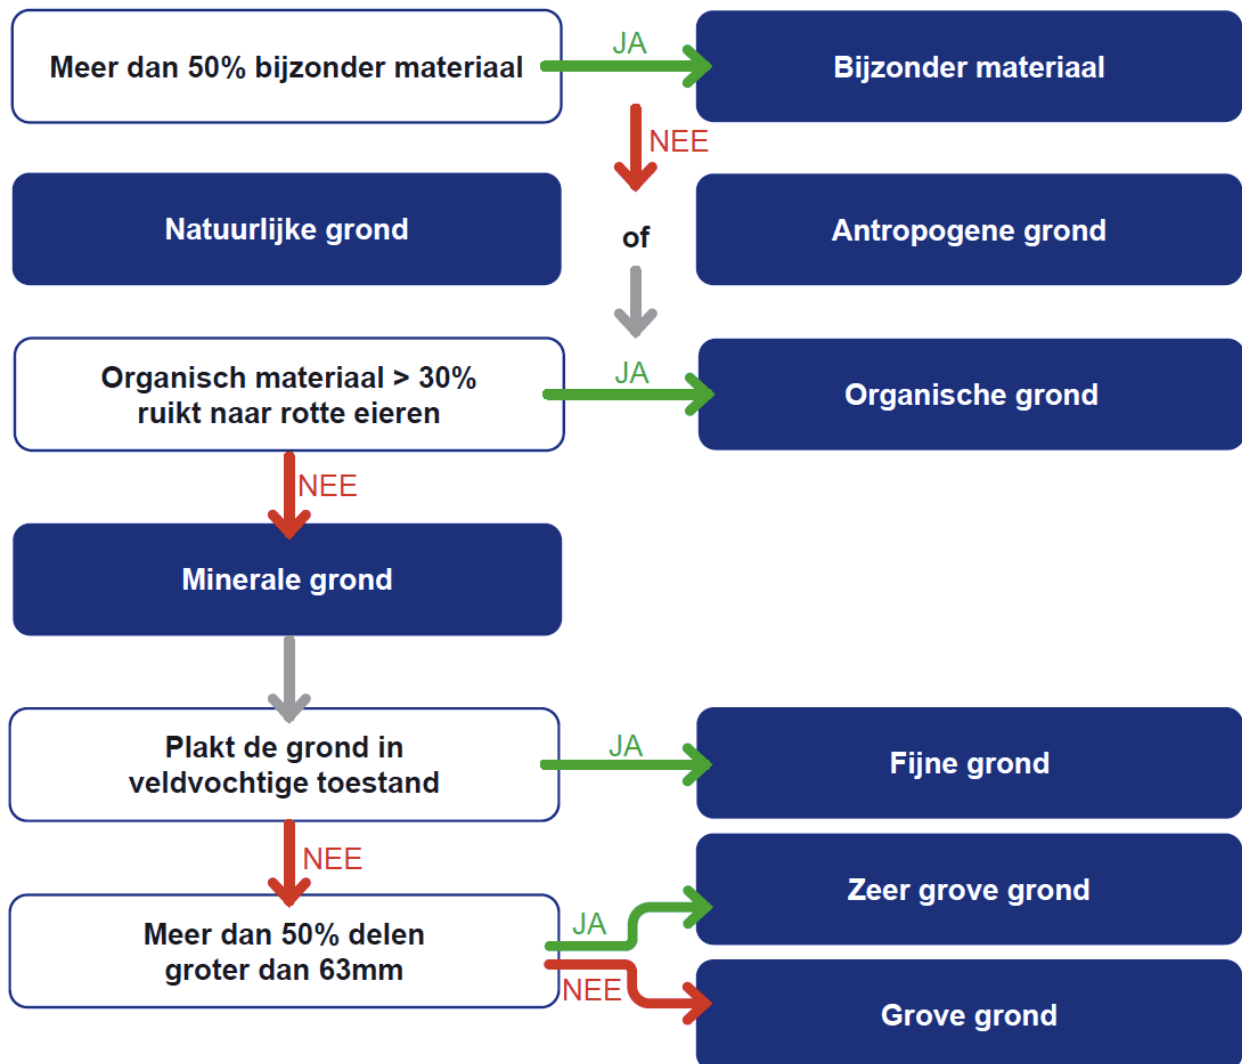 Meer dan 50% bijzonder materiaal
JA
Bijzonder materiaal
NEE
Natuurlijke grond
of
Antropogene grond
Organisch materiaal > 30%
ruikt naar rotte eieren
JA
Organische grond
NEE
Minerale grond
Plakt de grond in
veldvochtige toestand
JA
Fijne grond
NEE
Meer dan 50% delen
groter dan 63mm
JA
Zeer grove grond
NEE
Grove grond